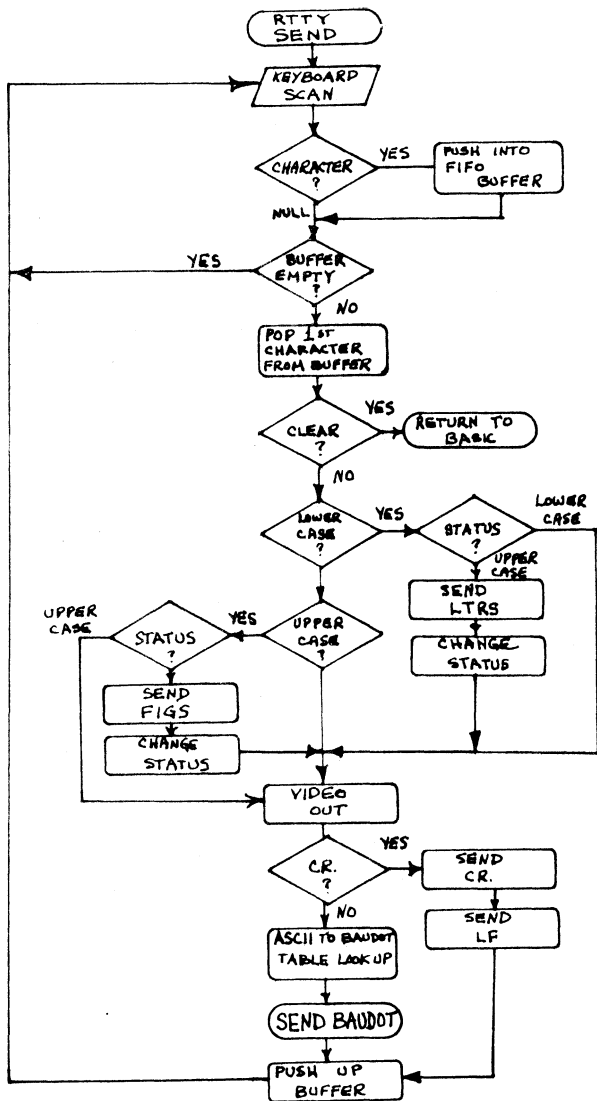 RTTY
SEND
KEYBOARD
SCAN
CHARACTER
?
YES
PUSH INTO
FIFO
BUFFER
NULL
BUFFER
EMPTY
?
YES
NO
POP 1ST
CHARACTER
FROM BUFFER
CLEAR
?
YES
RETURN TO
BASIC
NO
LOWER
CASE
?
YES
STATUS
?
LOWER
CASE
UPPER
CASE
SEND
LTRS
CHANGE
STATUS
UPPER
CASE
?
YES
STATUS
?
UPPER
CASE
SEND
FIGS
CHANGE
STATUS
VIDEO
OUT
CR.
?
YES
SEND
CR.
SEND
LF
NO
ASCII TO BAUDOT
TABLE LOOKUP
SEND BAUDOT
PUSH UP
BUFFER